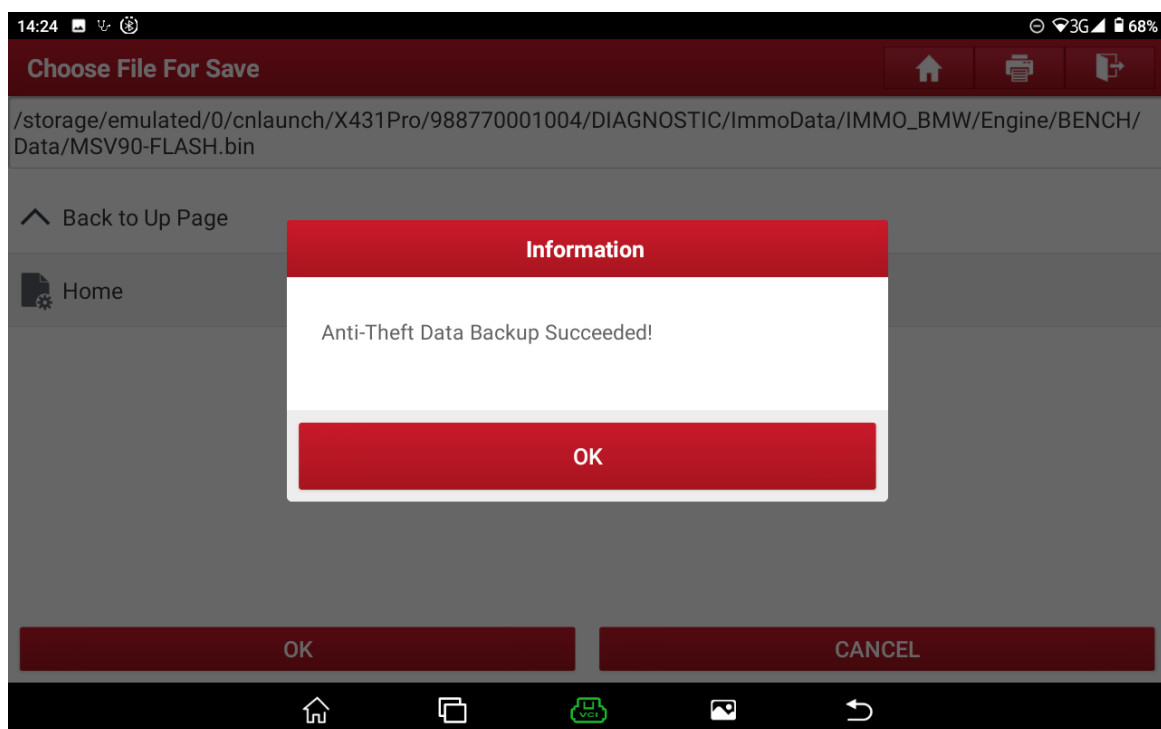 14:24
3G 68%
Choose File For Save
/storage/emulated/0/cnlaunch/X431Pro/988770001004/DIAGNOSTIC/ImmoData/IMMO_BMW/Engine/BENCH/
Data/MSV90-FLASH.bin
Back to Up Page
Home
Information
Anti-Theft Data Backup Succeeded!
OK
OK
CANCEL
VCI